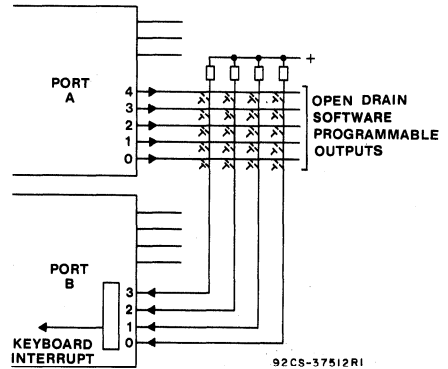 PORT
A
4
3
2
1
0
+
OPEN DRAIN
SOFTWARE
PROGRAMMABLE
OUTPUTS
PORT
B
3
2
1
0
KEYBOARD
INTERRUPT
92CS-37512R1